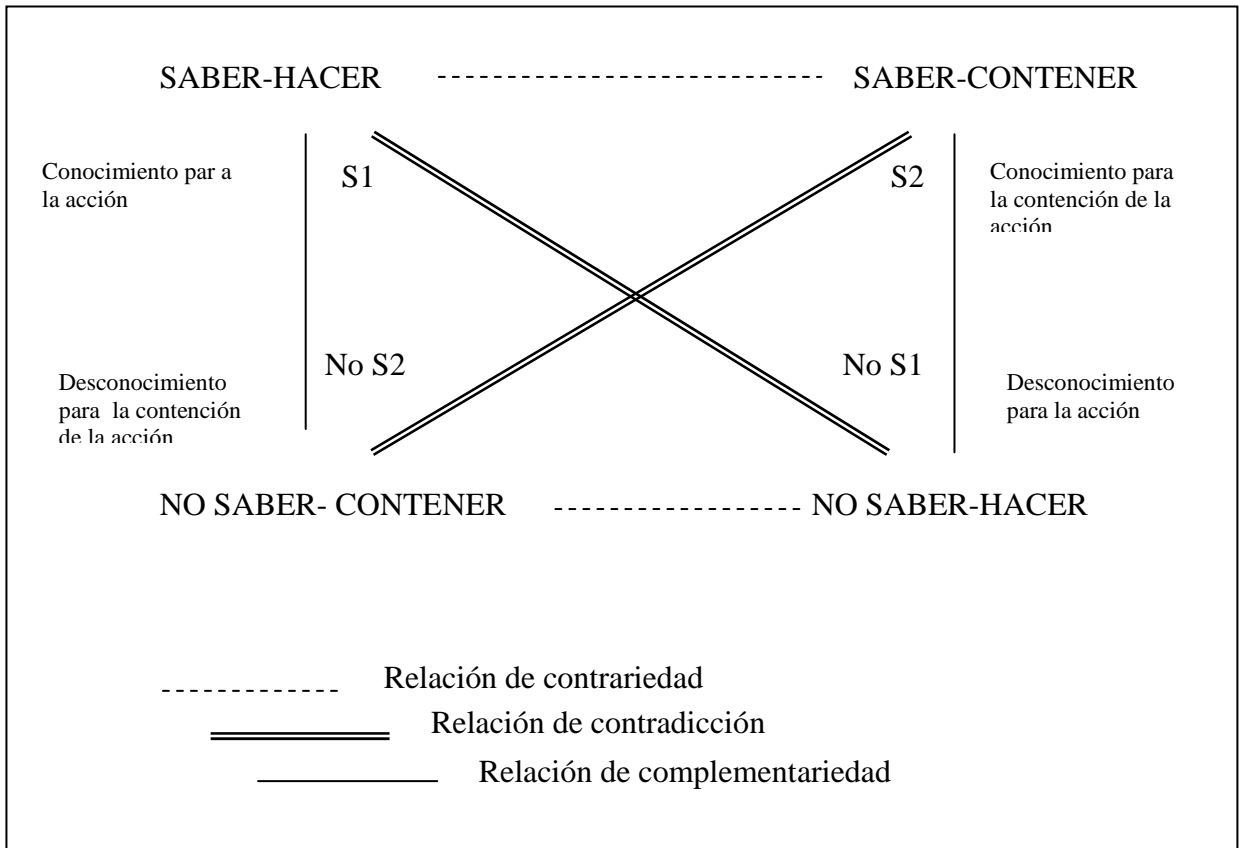 SABER-HACER
SABER-CONTENER
Conocimiento par a
la acción
S1
S2
Conocimiento para
la contención de la
acción
No S2
No S1
Desconocimiento
para la contención
de la acción
Desconocimiento
para la acción
NO SABER- CONTENER
NO SABER-HACER
Relación de contrariedad
Relación de contradicción
Relación de complementariedad